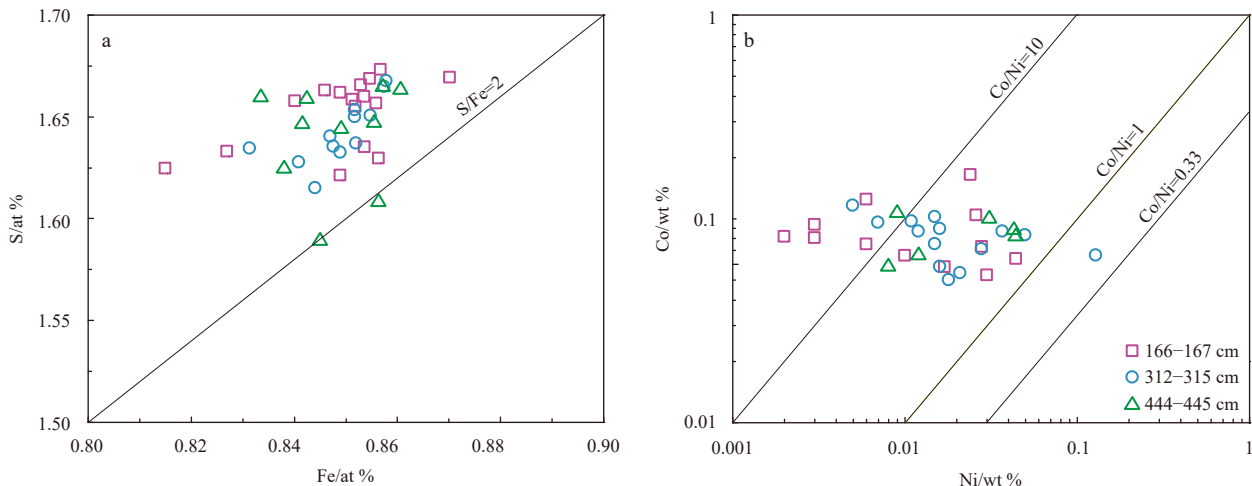 a
S/Fe=2
1.70
1.65
1.60
1.55
1.50
S/at %
0.80
0.82
0.84
0.86
0.88
0.90
Fe/at %
b
Co/Ni=10
Co/Ni=1
Co/Ni=0.33
1
0.1
0.01
Co/wt %
166−167 cm
312−315 cm
444−445 cm
0.001
0.01
0.1
1
Ni/wt %